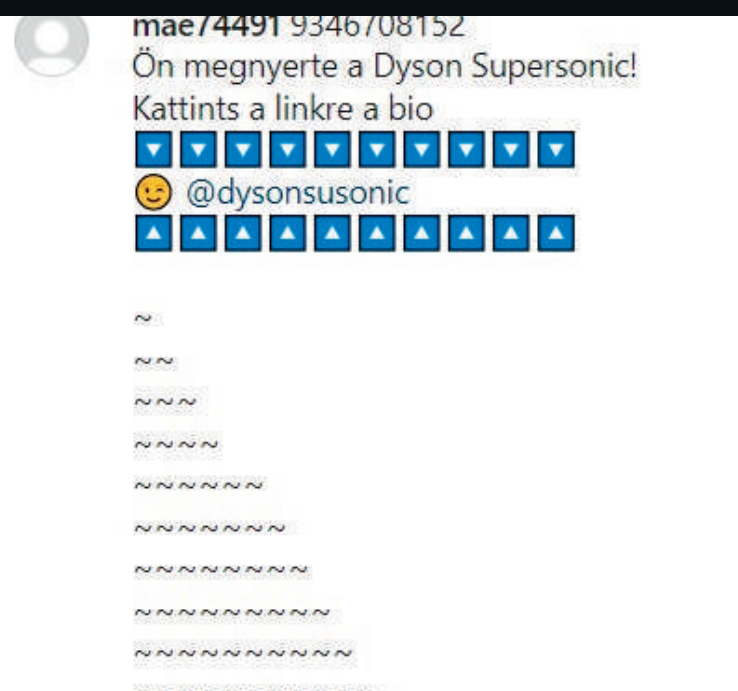 mae74491 9346708152
Ön megnyerte a Dyson Supersonic!
Kattints a linkre a bio
🔽🔽🔽🔽🔽🔽🔽🔽🔽🔽
😉 @dysonsusonic
🔼🔼🔼🔼🔼🔼🔼🔼🔼🔼
~
~~
~~~
~~~~
~~~~~~
~~~~~~~
~~~~~~~~
~~~~~~~~~
~~~~~~~~~~